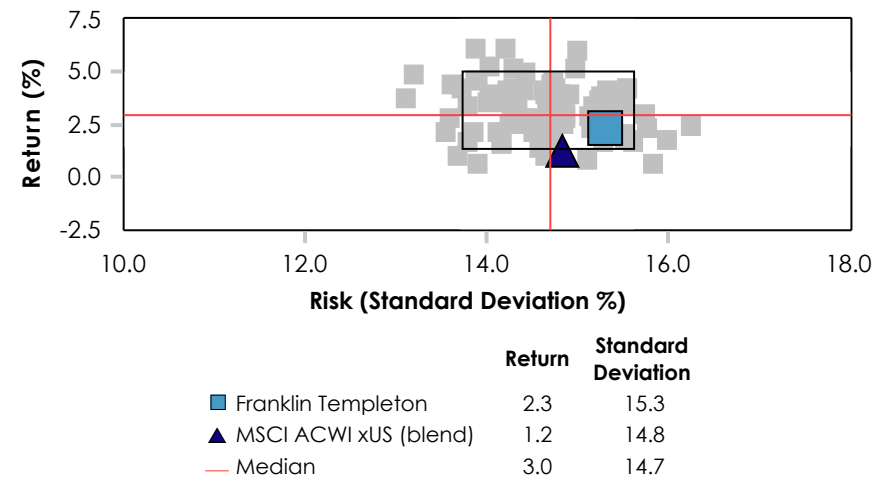 7.5
5.0
2.5
0.0
-2.5
Return (%)
10.0 12.0 14.0 16.0 18.0
Risk (Standard Deviation %)
Return Standard Deviation
Franklin Templeton 2.3 15.3
MSCI ACWI xUS (blend) 1.2 14.8
Median 3.0 14.7